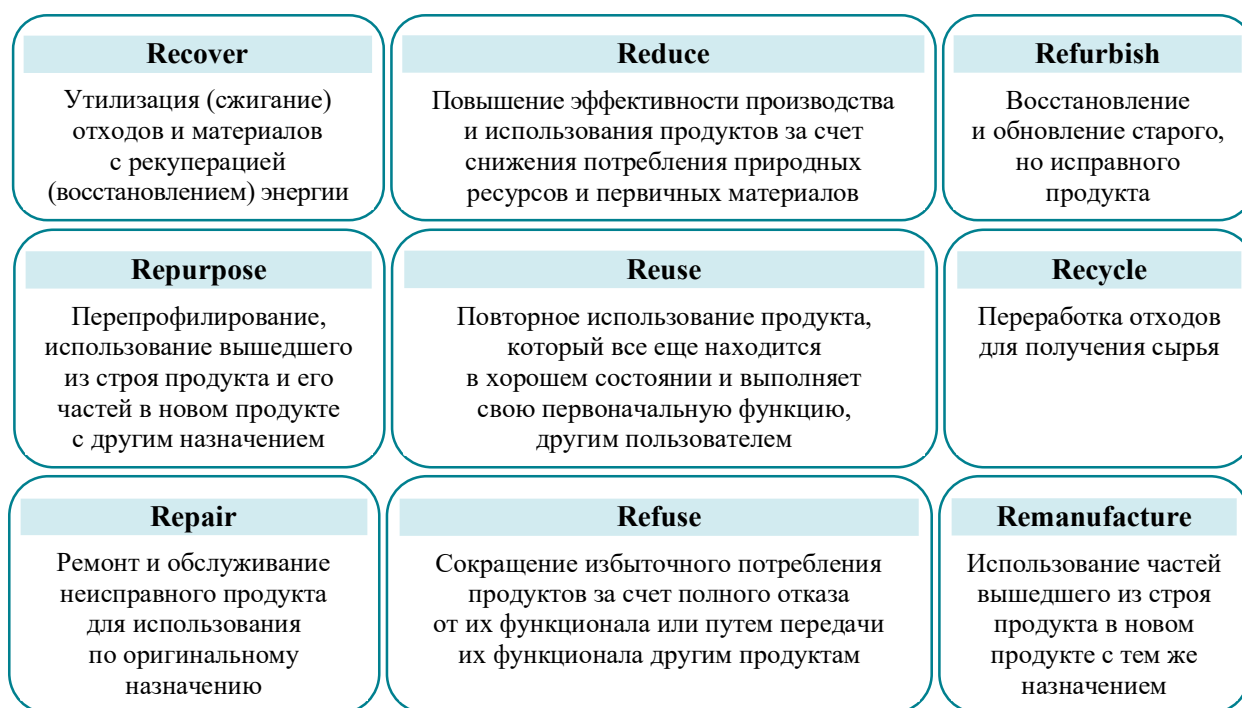 Recover
Утилизация (сжигание)
отходов и материалов
с рекуперацией
(восстановлением) энергии
Reduce
Повышение эффективности производства
и использования продуктов за счет
снижения потребления природных
ресурсов и первичных материалов
Refurbish
Восстановление
и обновление старого,
но исправного
продукта
Repurpose
Перепрофилирование,
использование вышедшего
из строя продукта и его
частей в новом продукте
с другим назначением
Reuse
Повторное использование продукта,
который все еще находится
в хорошем состоянии и выполняет
свою первоначальную функцию,
другим пользователем
Recycle
Переработка отходов
для получения сырья
Repair
Ремонт и обслуживание
неисправного продукта
для использования
по оригинальному
назначению
Refuse
Сокращение избыточного потребления
продуктов за счет полного отказа
от их функционала или путем передачи
их функционала другим продуктам
Remanufacture
Использование частей
вышедшего из строя
продукта в новом
продукте с тем же
назначением